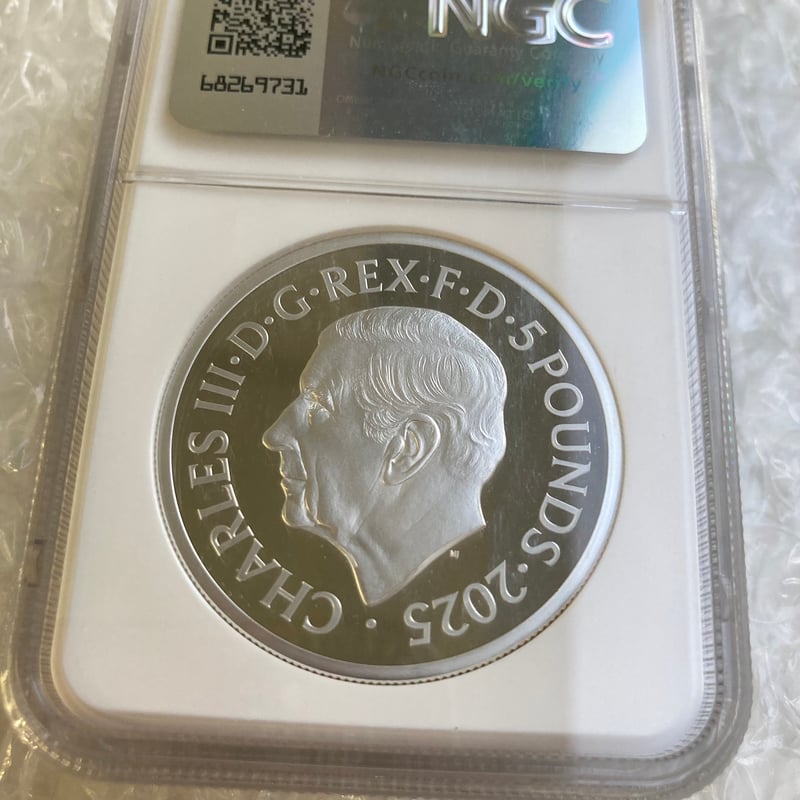 NGC
Numismatic Guaranty Company
NGCcoin.com/verify
68269731
CHARLES III·D·G·REX·F·D·5 POUNDS·2025·